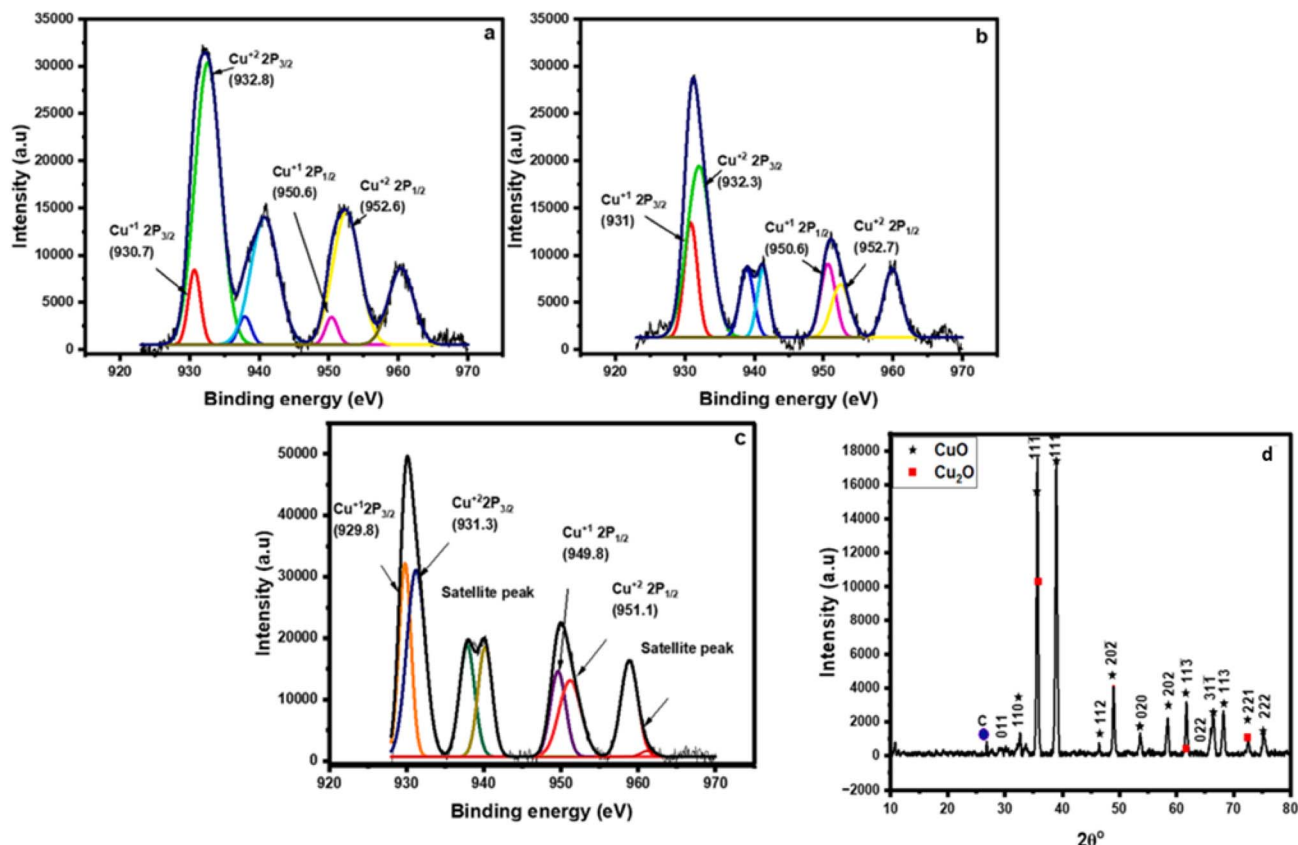 a
35000
30000
25000
20000
15000
10000
5000
0
Intensity (a.u)
Cu⁺² 2P₃/₂
(932.8)
Cu⁺¹ 2P₃/₂
(930.7)
Cu⁺¹ 2P₁/₂
(950.6)
Cu⁺² 2P₁/₂
(952.6)
920 930 940 950 960 970
Binding energy (eV)
b
35000
30000
25000
20000
15000
10000
5000
0
Intensity (a.u)
Cu⁺¹ 2P₃/₂
(931)
Cu⁺² 2P₃/₂
(932.3)
Cu⁺¹ 2P₁/₂
(950.6)
Cu⁺² 2P₁/₂
(952.7)
920 930 940 950 960 970
Binding energy (eV)
c
50000
40000
30000
20000
10000
0
Intensity (a.u)
Cu⁺¹2P₃/₂
(929.8)
Cu⁺²2P₃/₂
(931.3)
Satellite peak
Cu⁺¹ 2P₁/₂
(949.8)
Cu⁺² 2P₁/₂
(951.1)
Satellite peak
920 930 940 950 960 970
Binding energy (eV)
d
CuO
Cu₂O
18000
16000
14000
12000
10000
8000
6000
4000
2000
0
−2000
Intensity (a.u)
C
011
110
11̄1
111
112
202
020
202
113
022
311̄
113
221
222
10 20 30 40 50 60 70 80
2θ°